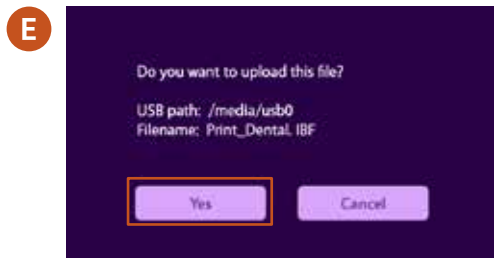 E
Do you want to upload this file?
USB path: /media/usb0
Filename: Print_Dental. IBF
Yes
Cancel